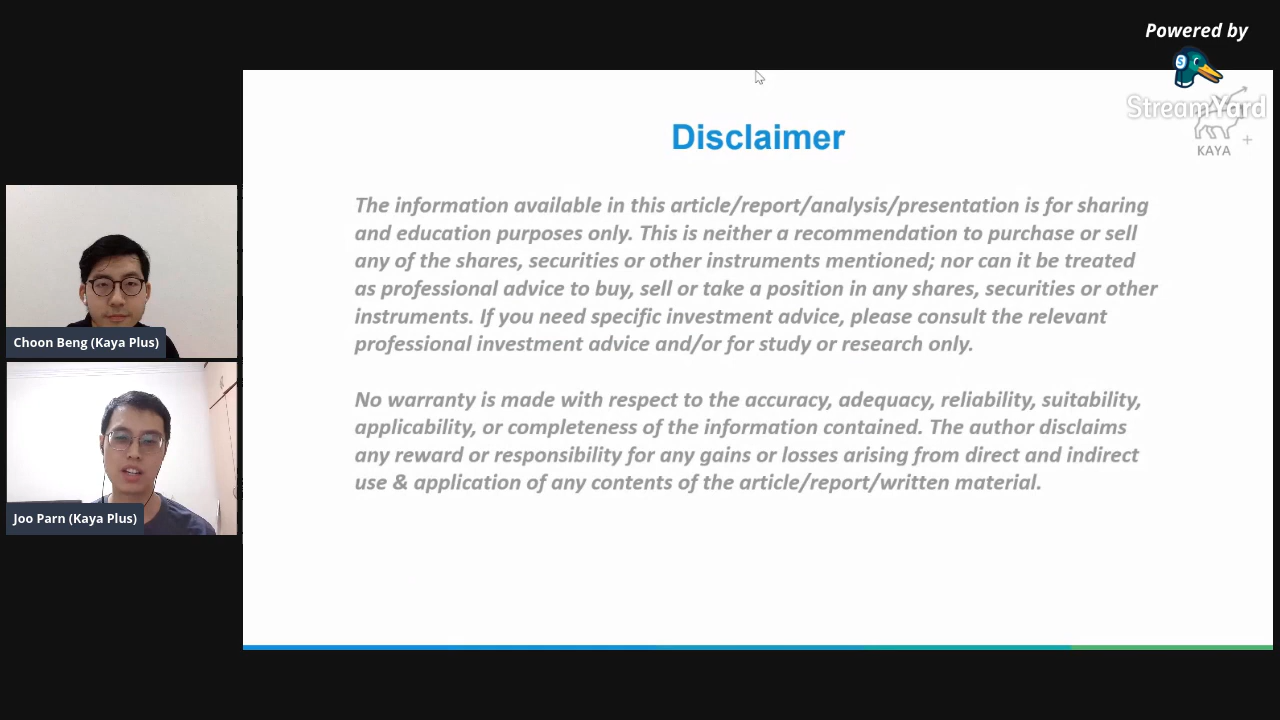 Powered by
StreamYard
KAYA
Disclaimer
The information available in this article/report/analysis/presentation is for sharing
and education purposes only. This is neither a recommendation to purchase or sell
any of the shares, securities or other instruments mentioned; nor can it be treated
as professional advice to buy, sell or take a position in any shares, securities or other
instruments. If you need specific investment advice, please consult the relevant
professional investment advice and/or for study or research only.
No warranty is made with respect to the accuracy, adequacy, reliability, suitability,
applicability, or completeness of the information contained. The author disclaims
any reward or responsibility for any gains or losses arising from direct and indirect
use & application of any contents of the article/report/written material.
Choon Beng (Kaya Plus)
Joo Parn (Kaya Plus)